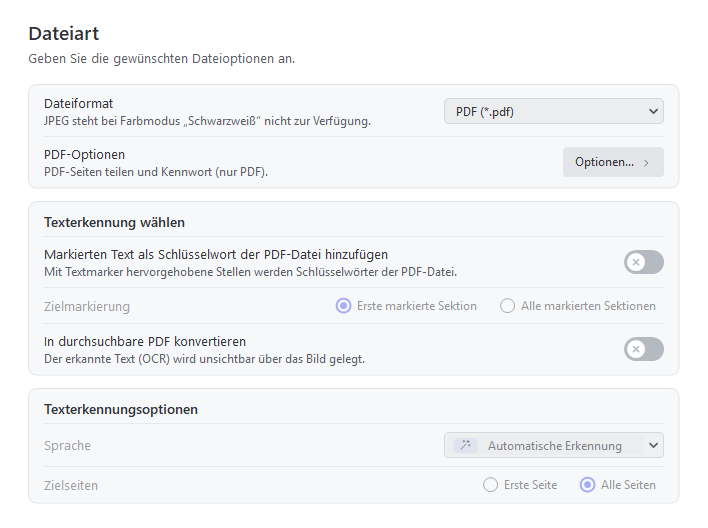 Dateiart
Geben Sie die gewünschten Dateioptionen an.
Dateiformat
JPEG steht bei Farbmodus „Schwarzweiß“ nicht zur Verfügung.
PDF (*.pdf)
PDF-Optionen
PDF-Seiten teilen und Kennwort (nur PDF).
Optionen...
Texterkennung wählen
Markierten Text als Schlüsselwort der PDF-Datei hinzufügen
Mit Textmarker hervorgehobene Stellen werden Schlüsselwörter der PDF-Datei.
Zielmarkierung
Erste markierte Sektion
Alle markierten Sektionen
In durchsuchbare PDF konvertieren
Der erkannte Text (OCR) wird unsichtbar über das Bild gelegt.
Texterkennungsoptionen
Sprache
Automatische Erkennung
Zielseiten
Erste Seite
Alle Seiten